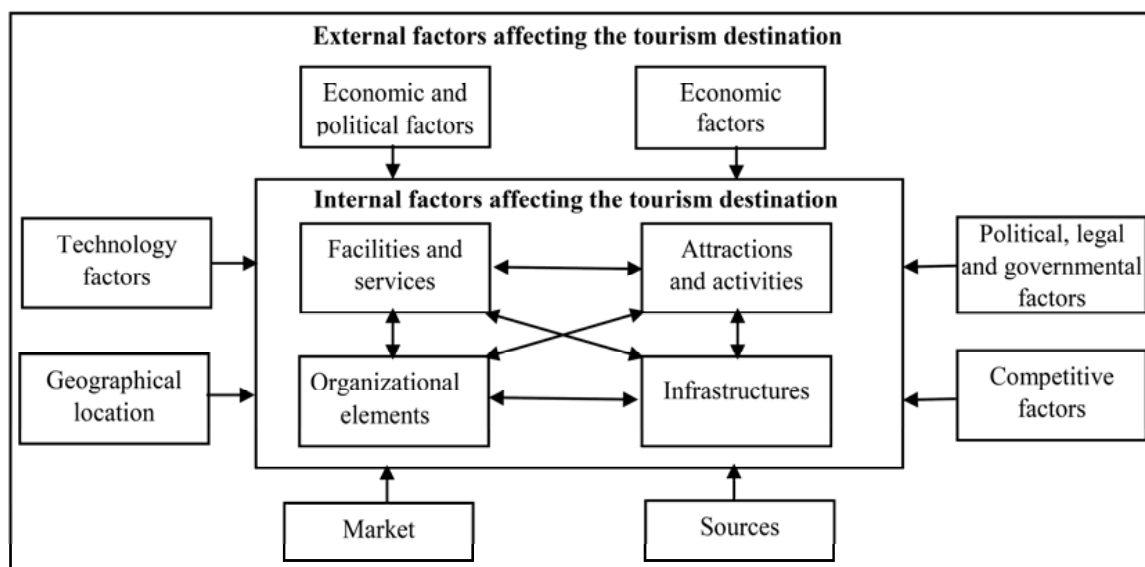 External factors affecting the tourism destination
Economic and
political factors
Economic
factors
Internal factors affecting the tourism destination
Technology
factors
Facilities and
services
Attractions
and activities
Political, legal
and governmental
factors
Geographical
location
Organizational
elements
Infrastructures
Competitive
factors
Market
Sources